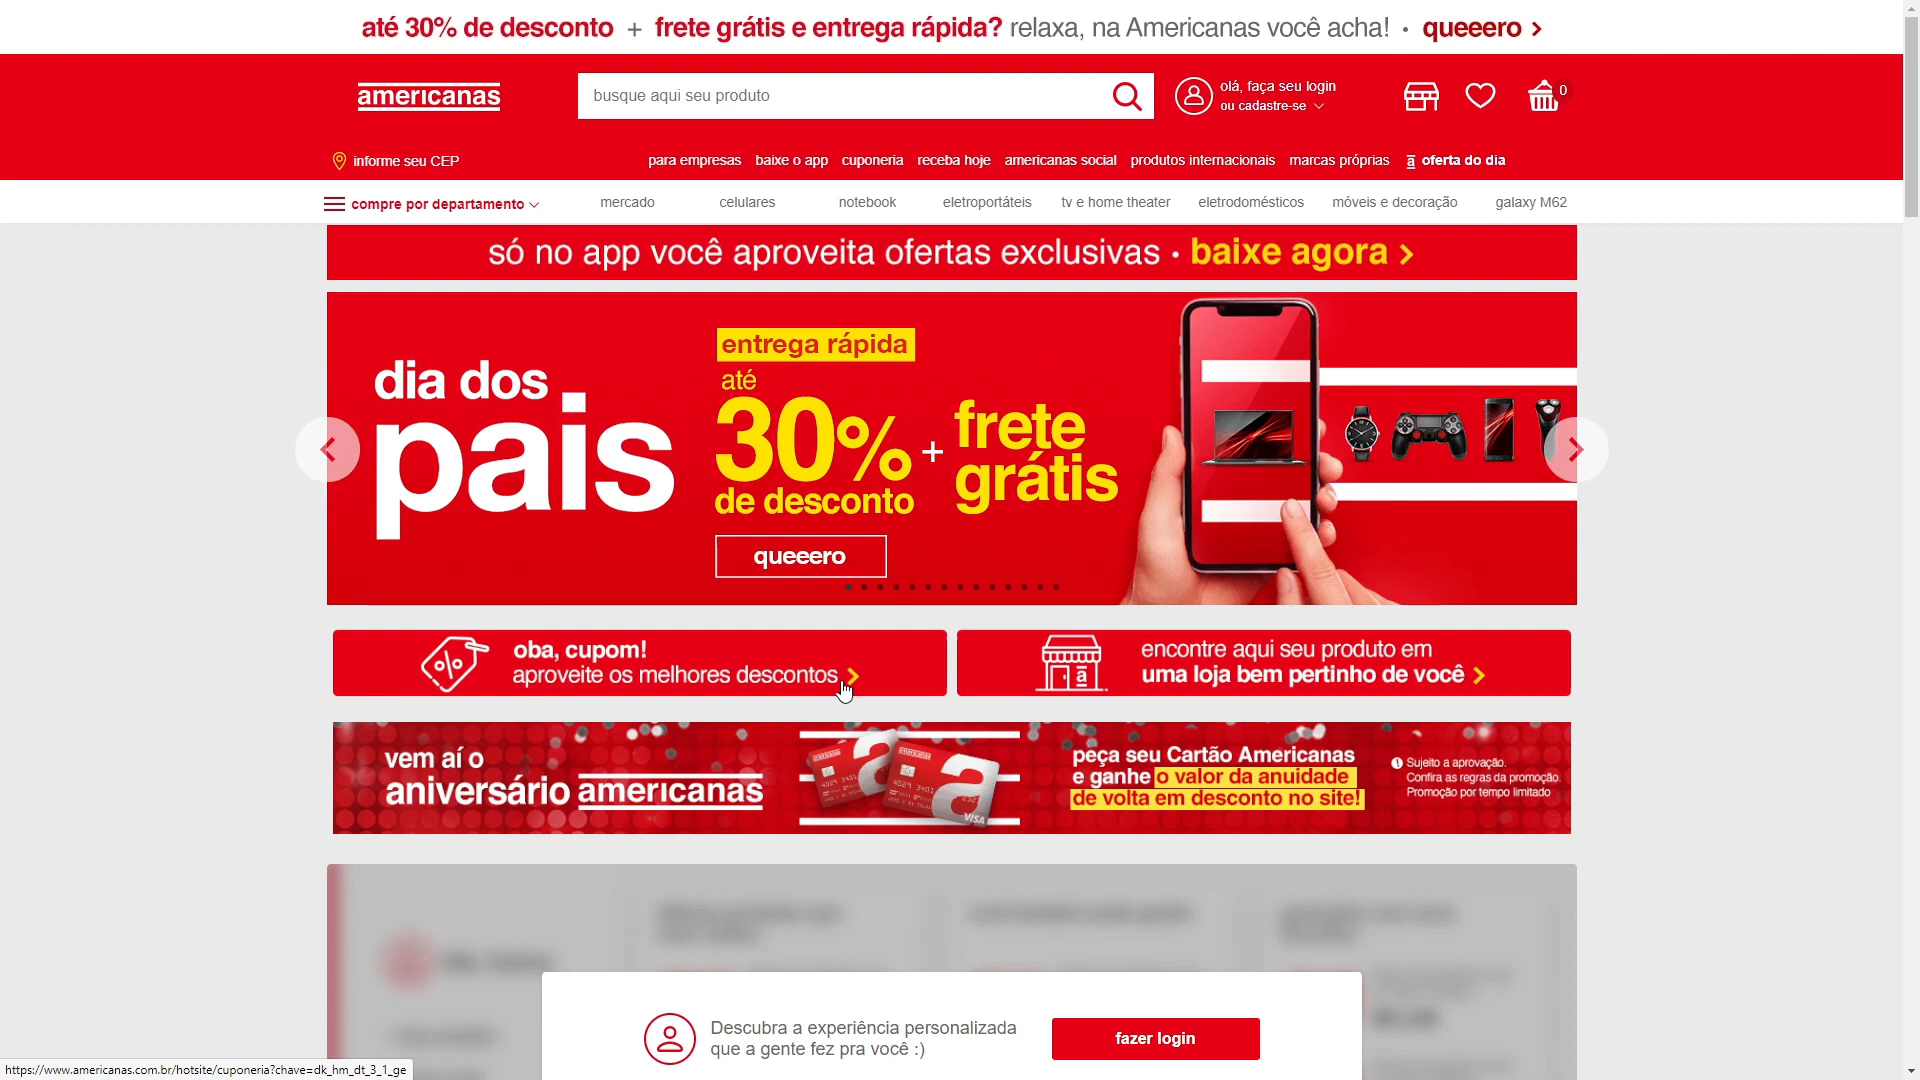 até 30% de desconto + frete grátis e entrega rápida? relaxa, na Americanas você acha! · queeero >
americanas
busque aqui seu produto
olá, faça seu login
ou cadastre-se
0
informe seu CEP
para empresas baixe o app cuponeria receba hoje americanas social produtos internacionais marcas próprias a oferta do dia
compre por departamento mercado celulares notebook eletroportáteis tv e home theater eletrodomésticos móveis e decoração galaxy M62
só no app você aproveita ofertas exclusivas · baixe agora >
dia dos
pais
entrega rápida
até
30%
de desconto
+
frete
grátis
queeero
oba, cupom!
aproveite os melhores descontos >
encontre aqui seu produto em
uma loja bem pertinho de você >
vem aí o
aniversário americanas
VISA
peça seu Cartão Americanas
e ganhe o valor da anuidade
de volta em desconto no site!
Sujeito a aprovação.
Confira as regras da promoção.
Promoção por tempo limitado
Descubra a experiência personalizada
que a gente fez pra você :)
fazer login
https://www.americanas.com.br/hotsite/cuponeria?chave=dk_hm_dt_3_1_ge